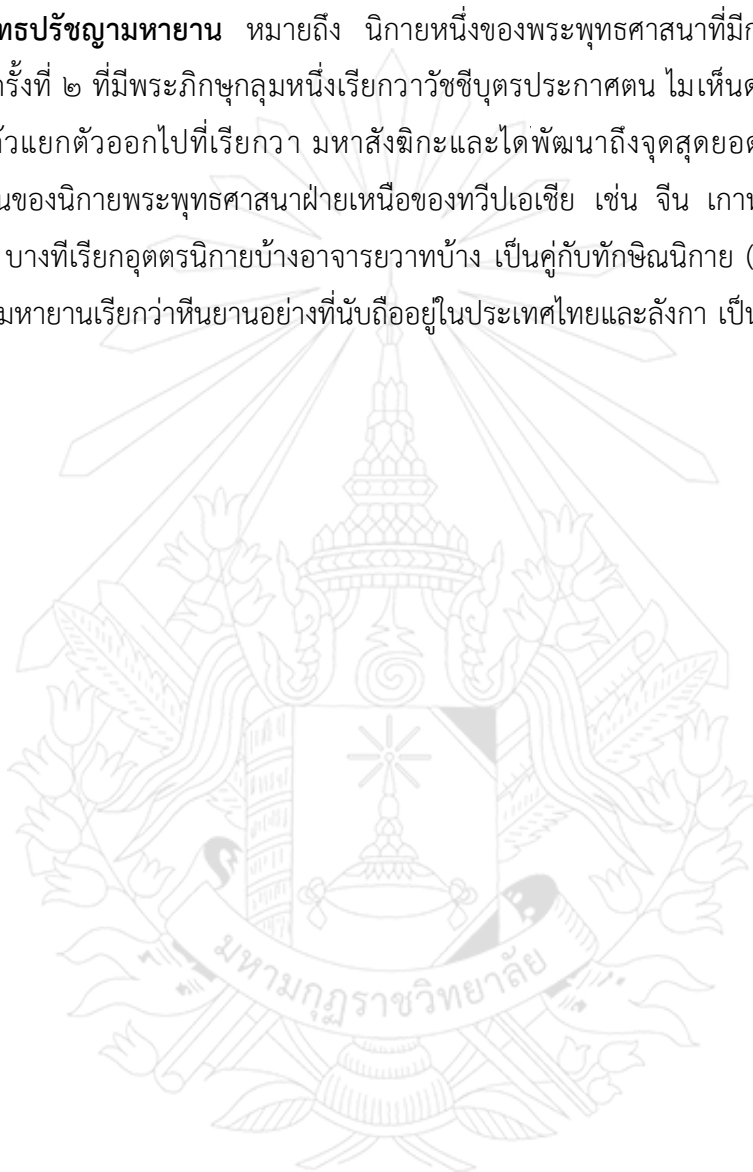 ทธปรัชญามหายาน หมายถึง นิกายหนึ่งของพระพุทธศาสนาที่มีก
ครั้งที่ ๒ ที่มีพระภิกษุกลุมหนึ่งเรียกวาวัชชีบุตรประกาศตน ไมเห็นด
ตัวแยกตัวออกไปที่เรียกวา มหาสังฆิกะและได่พัฒนาถึงจุดสุดยอด
นของนิกายพระพุทธศาสนาฝ่ายเหนือของทวีปเอเชีย เช่น จีน เกา
บางทีเรียกอุตตรนิกายบ้างอาจารยวาทบ้าง เป็นคู่กับทักษิณนิกาย (
มหายานเรียกว่าหีนยานอย่างที่นับถืออยู่ในประเทศไทยและลังกา เป็น
มหามกุฏราชวิทยาลัย